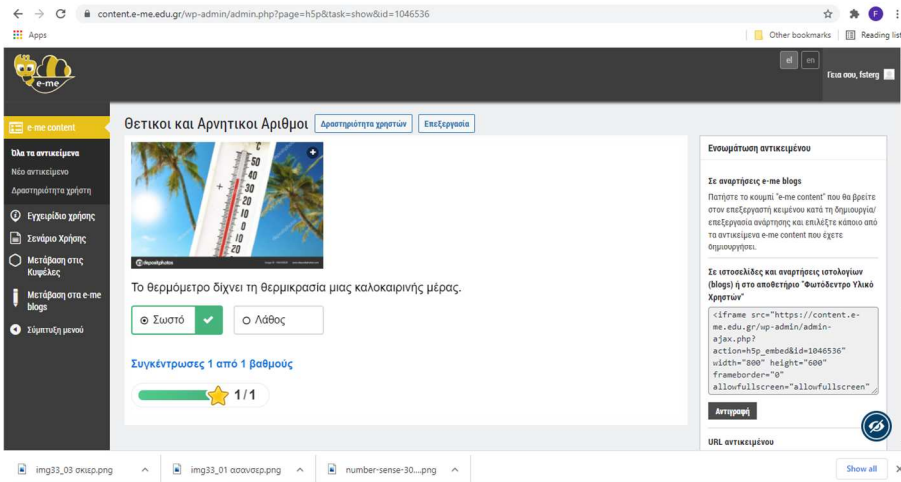 content.e-me.edu.gr/wp-admin/admin.php?page=h5p&task=show&id=1046536
F
Apps
Other bookmarks
Reading list
e-me
el
en
Γεια σου, fsterg
e-me content
Όλα τα αντικείμενα
Νέο αντικείμενο
Δραστηριότητα χρήστη
Εγχειρίδιο χρήσης
Σενάριο Χρήσης
Μετάβαση στις
Κυψέλες
Μετάβαση στα e-me
blogs
Σύμπτυξη μενού
Θετικοι και Αρνητικοι Αριθμοι
Δραστηριότητα χρηστών
Επεξεργασία
C
50
40
30
20
10
0
10
20
depositphotos
Το θερμόμετρο δίχνει τη θερμικρασία μιας καλοκαιρινής μέρας.
Σωστό
Λάθος
Συγκέντρωσες 1 από 1 βαθμούς
1/1
Ενσωμάτωση αντικειμένου
Σε αναρτήσεις e-me blogs
Πατήστε το κουμπί "e-me content" που θα βρείτε
στον επεξεργαστή κειμένου κατά τη δημιουργία/
επεξεργασία ανάρτησης και επιλέξτε κάποιο από
τα αντικείμενα e-me content που έχετε
δημιουργήσει.
Σε ιστοσελίδες και αναρτήσεις ιστολογίων
(blogs) ή στο αποθετήριο "Φωτόδεντρο Υλικό
Χρηστών"
<iframe src="https://content.e-
me.edu.gr/wp-admin/admin-
ajax.php?
action=h5p_embed&id=1046536"
width="800" height="600"
frameborder="0"
allowfullscreen="allowfullscreen"
Αντιγραφή
URL αντικειμένου
img33_03 σκιερ.png
img33_01 ασανσερ.png
number-sense-30....png
Show all